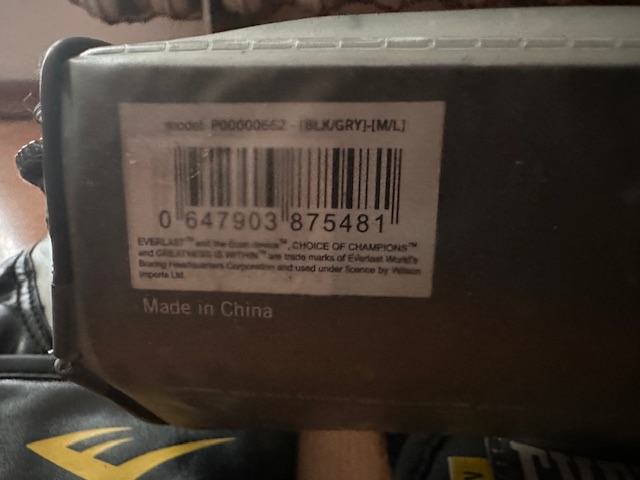 model: P00000662 - [BLK/GRY]-[M/L]
0 647903 875481
EVERLAST™ and the Econ device™, CHOICE OF CHAMPIONS™
and GREATNESS IS WITHIN™ are trade marks of Everlast World's
Boxing Headquarters Corporation and used under licence by Wilson
Imports Ltd.
Made in China